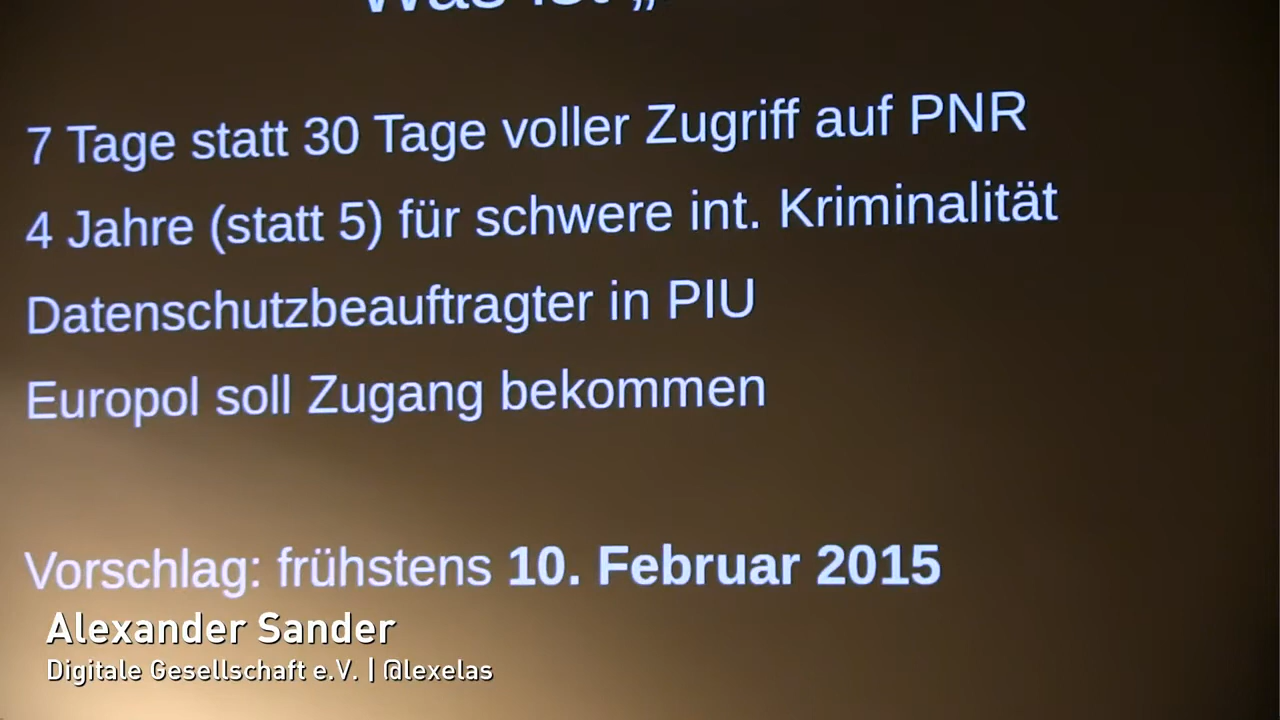 7 Tage statt 30 Tage voller Zugriff auf PNR
4 Jahre (statt 5) für schwere int. Kriminalität
Datenschutzbeauftragter in PIU
Europol soll Zugang bekommen
Vorschlag: frühstens 10. Februar 2015
Alexander Sander
Digitale Gesellschaft e.V. | @lexelas